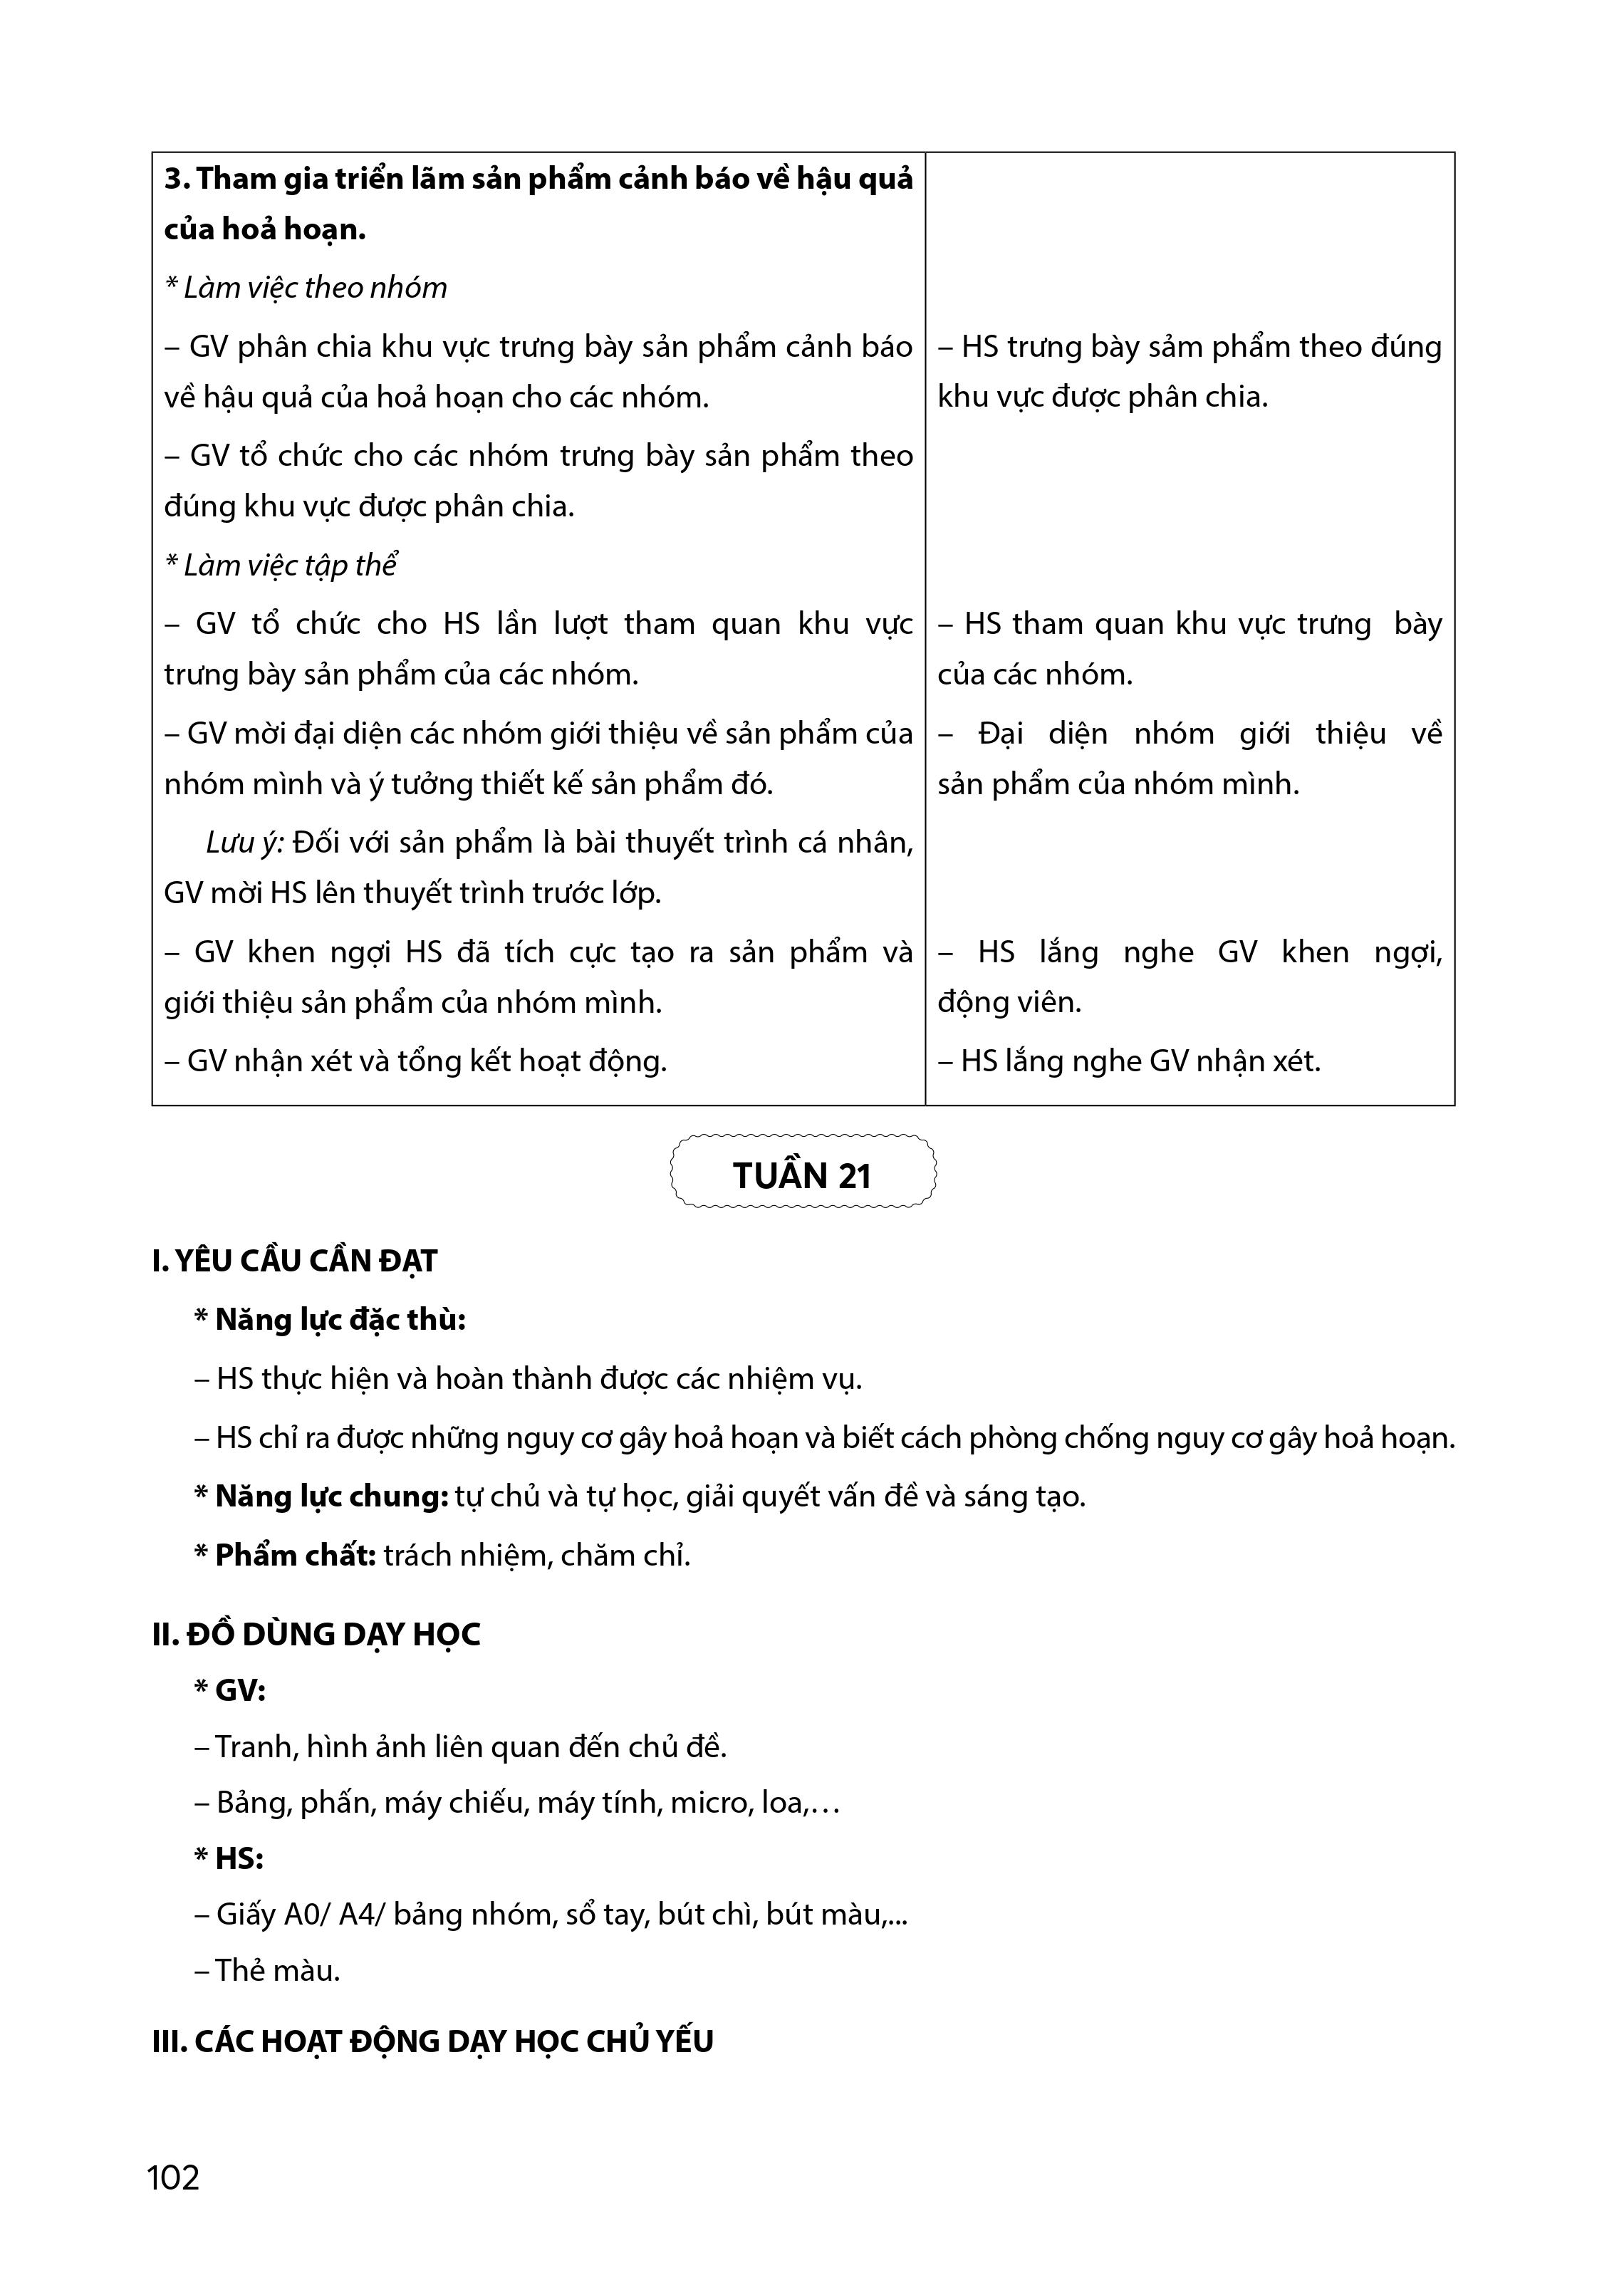 3. Tham gia triển lãm sản phẩm cảnh báo về hậu quả
của hoả hoạn.
* Làm việc theo nhóm
– GV phân chia khu vực trưng bày sản phẩm cảnh báo
về hậu quả của hoả hoạn cho các nhóm.
– GV tổ chức cho các nhóm trưng bày sản phẩm theo
đúng khu vực được phân chia.
* Làm việc tập thể
– GV tổ chức cho HS lần lượt tham quan khu vực
trưng bày sản phẩm của các nhóm.
– GV mời đại diện các nhóm giới thiệu về sản phẩm của
nhóm mình và ý tưởng thiết kế sản phẩm đó.
Lưu ý: Đối với sản phẩm là bài thuyết trình cá nhân,
GV mời HS lên thuyết trình trước lớp.
– GV khen ngợi HS đã tích cực tạo ra sản phẩm và
giới thiệu sản phẩm của nhóm mình.
– GV nhận xét và tổng kết hoạt động.
– HS trưng bày sảm phẩm theo đúng
khu vực được phân chia.
– HS tham quan khu vực trưng bày
của các nhóm.
– Đại diện nhóm giới thiệu về
sản phẩm của nhóm mình.
– HS lắng nghe GV khen ngợi,
động viên.
– HS lắng nghe GV nhận xét.
TUẦN 21
I. YÊU CẦU CẦN ĐẠT
* Năng lực đặc thù:
– HS thực hiện và hoàn thành được các nhiệm vụ.
– HS chỉ ra được những nguy cơ gây hoả hoạn và biết cách phòng chống nguy cơ gây hoả hoạn.
* Năng lực chung: tự chủ và tự học, giải quyết vấn đề và sáng tạo.
* Phẩm chất: trách nhiệm, chăm chỉ.
II. ĐỒ DÙNG DẠY HỌC
* GV:
– Tranh, hình ảnh liên quan đến chủ đề.
– Bảng, phấn, máy chiếu, máy tính, micro, loa,…
* HS:
– Giấy A0/ A4/ bảng nhóm, sổ tay, bút chì, bút màu,...
– Thẻ màu.
III. CÁC HOẠT ĐỘNG DẠY HỌC CHỦ YẾU
102